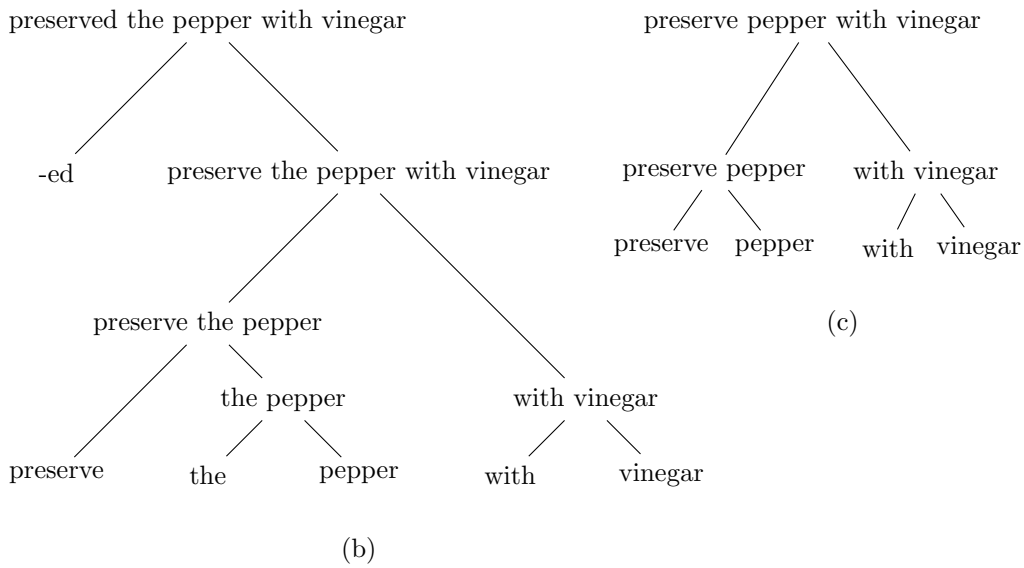 preserved the pepper with vinegar
-ed
preserve the pepper with vinegar
preserve the pepper
the pepper
with vinegar
preserve
the
pepper
with
vinegar
(b)
preserve pepper with vinegar
preserve pepper
with vinegar
preserve
pepper
with
vinegar
(c)